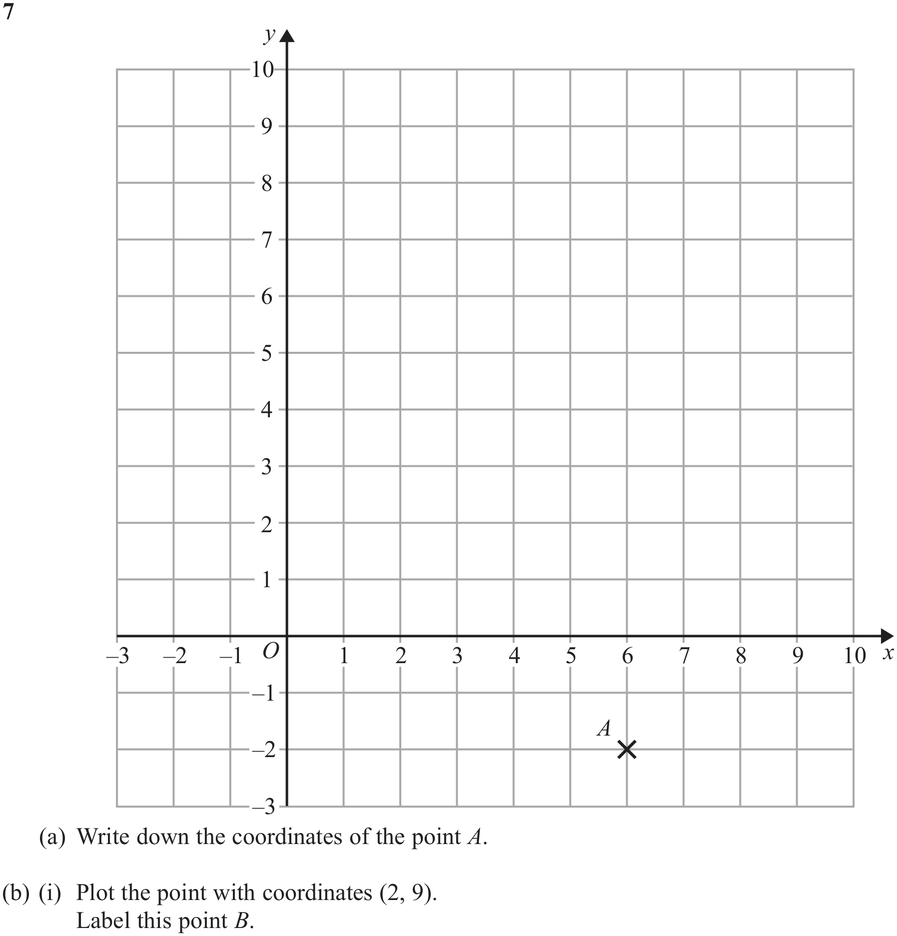 7
y
10
9
8
7
6
5
4
3
2
1
–3 –2 –1 O 1 2 3 4 5 6 7 8 9 10 x
–1
A
–2
–3
(a) Write down the coordinates of the point A.
(b) (i) Plot the point with coordinates (2, 9).
Label this point B.